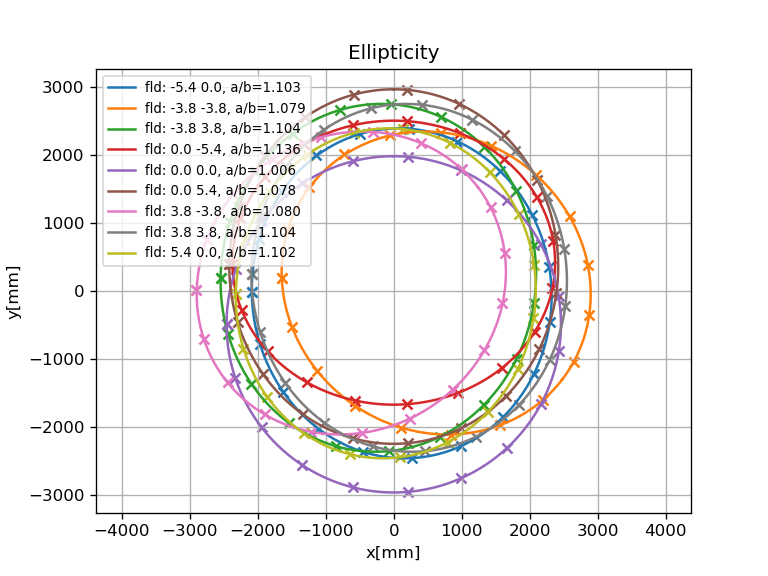 Ellipticity
3000
2000
1000
0
−1000
−2000
−3000
y[mm]
fld: -5.4 0.0, a/b=1.103
fld: -3.8 -3.8, a/b=1.079
fld: -3.8 3.8, a/b=1.104
fld: 0.0 -5.4, a/b=1.136
fld: 0.0 0.0, a/b=1.006
fld: 0.0 5.4, a/b=1.078
fld: 3.8 -3.8, a/b=1.080
fld: 3.8 3.8, a/b=1.104
fld: 5.4 0.0, a/b=1.102
−4000 −3000 −2000 −1000 0 1000 2000 3000 4000
x[mm]